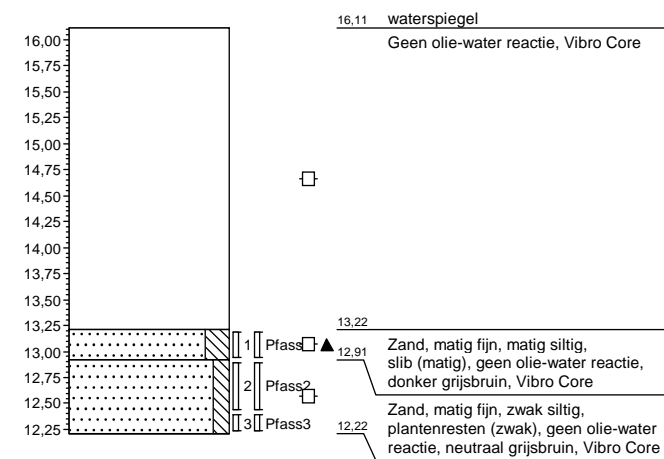 16,11 waterspiegel
Geen olie-water reactie, Vibro Core
16,00
15,75
15,50
15,25
15,00
14,75
14,50
14,25
14,00
13,75
13,50
13,25
13,00
12,75
12,50
12,25
1 Pfass
2 Pfass2
3 Pfass3
13,22
Zand, matig fijn, matig siltig,
12,91 slib (matig), geen olie-water reactie,
donker grijsbruin, Vibro Core
Zand, matig fijn, zwak siltig,
12,22 plantenresten (zwak), geen olie-water
reactie, neutraal grijsbruin, Vibro Core